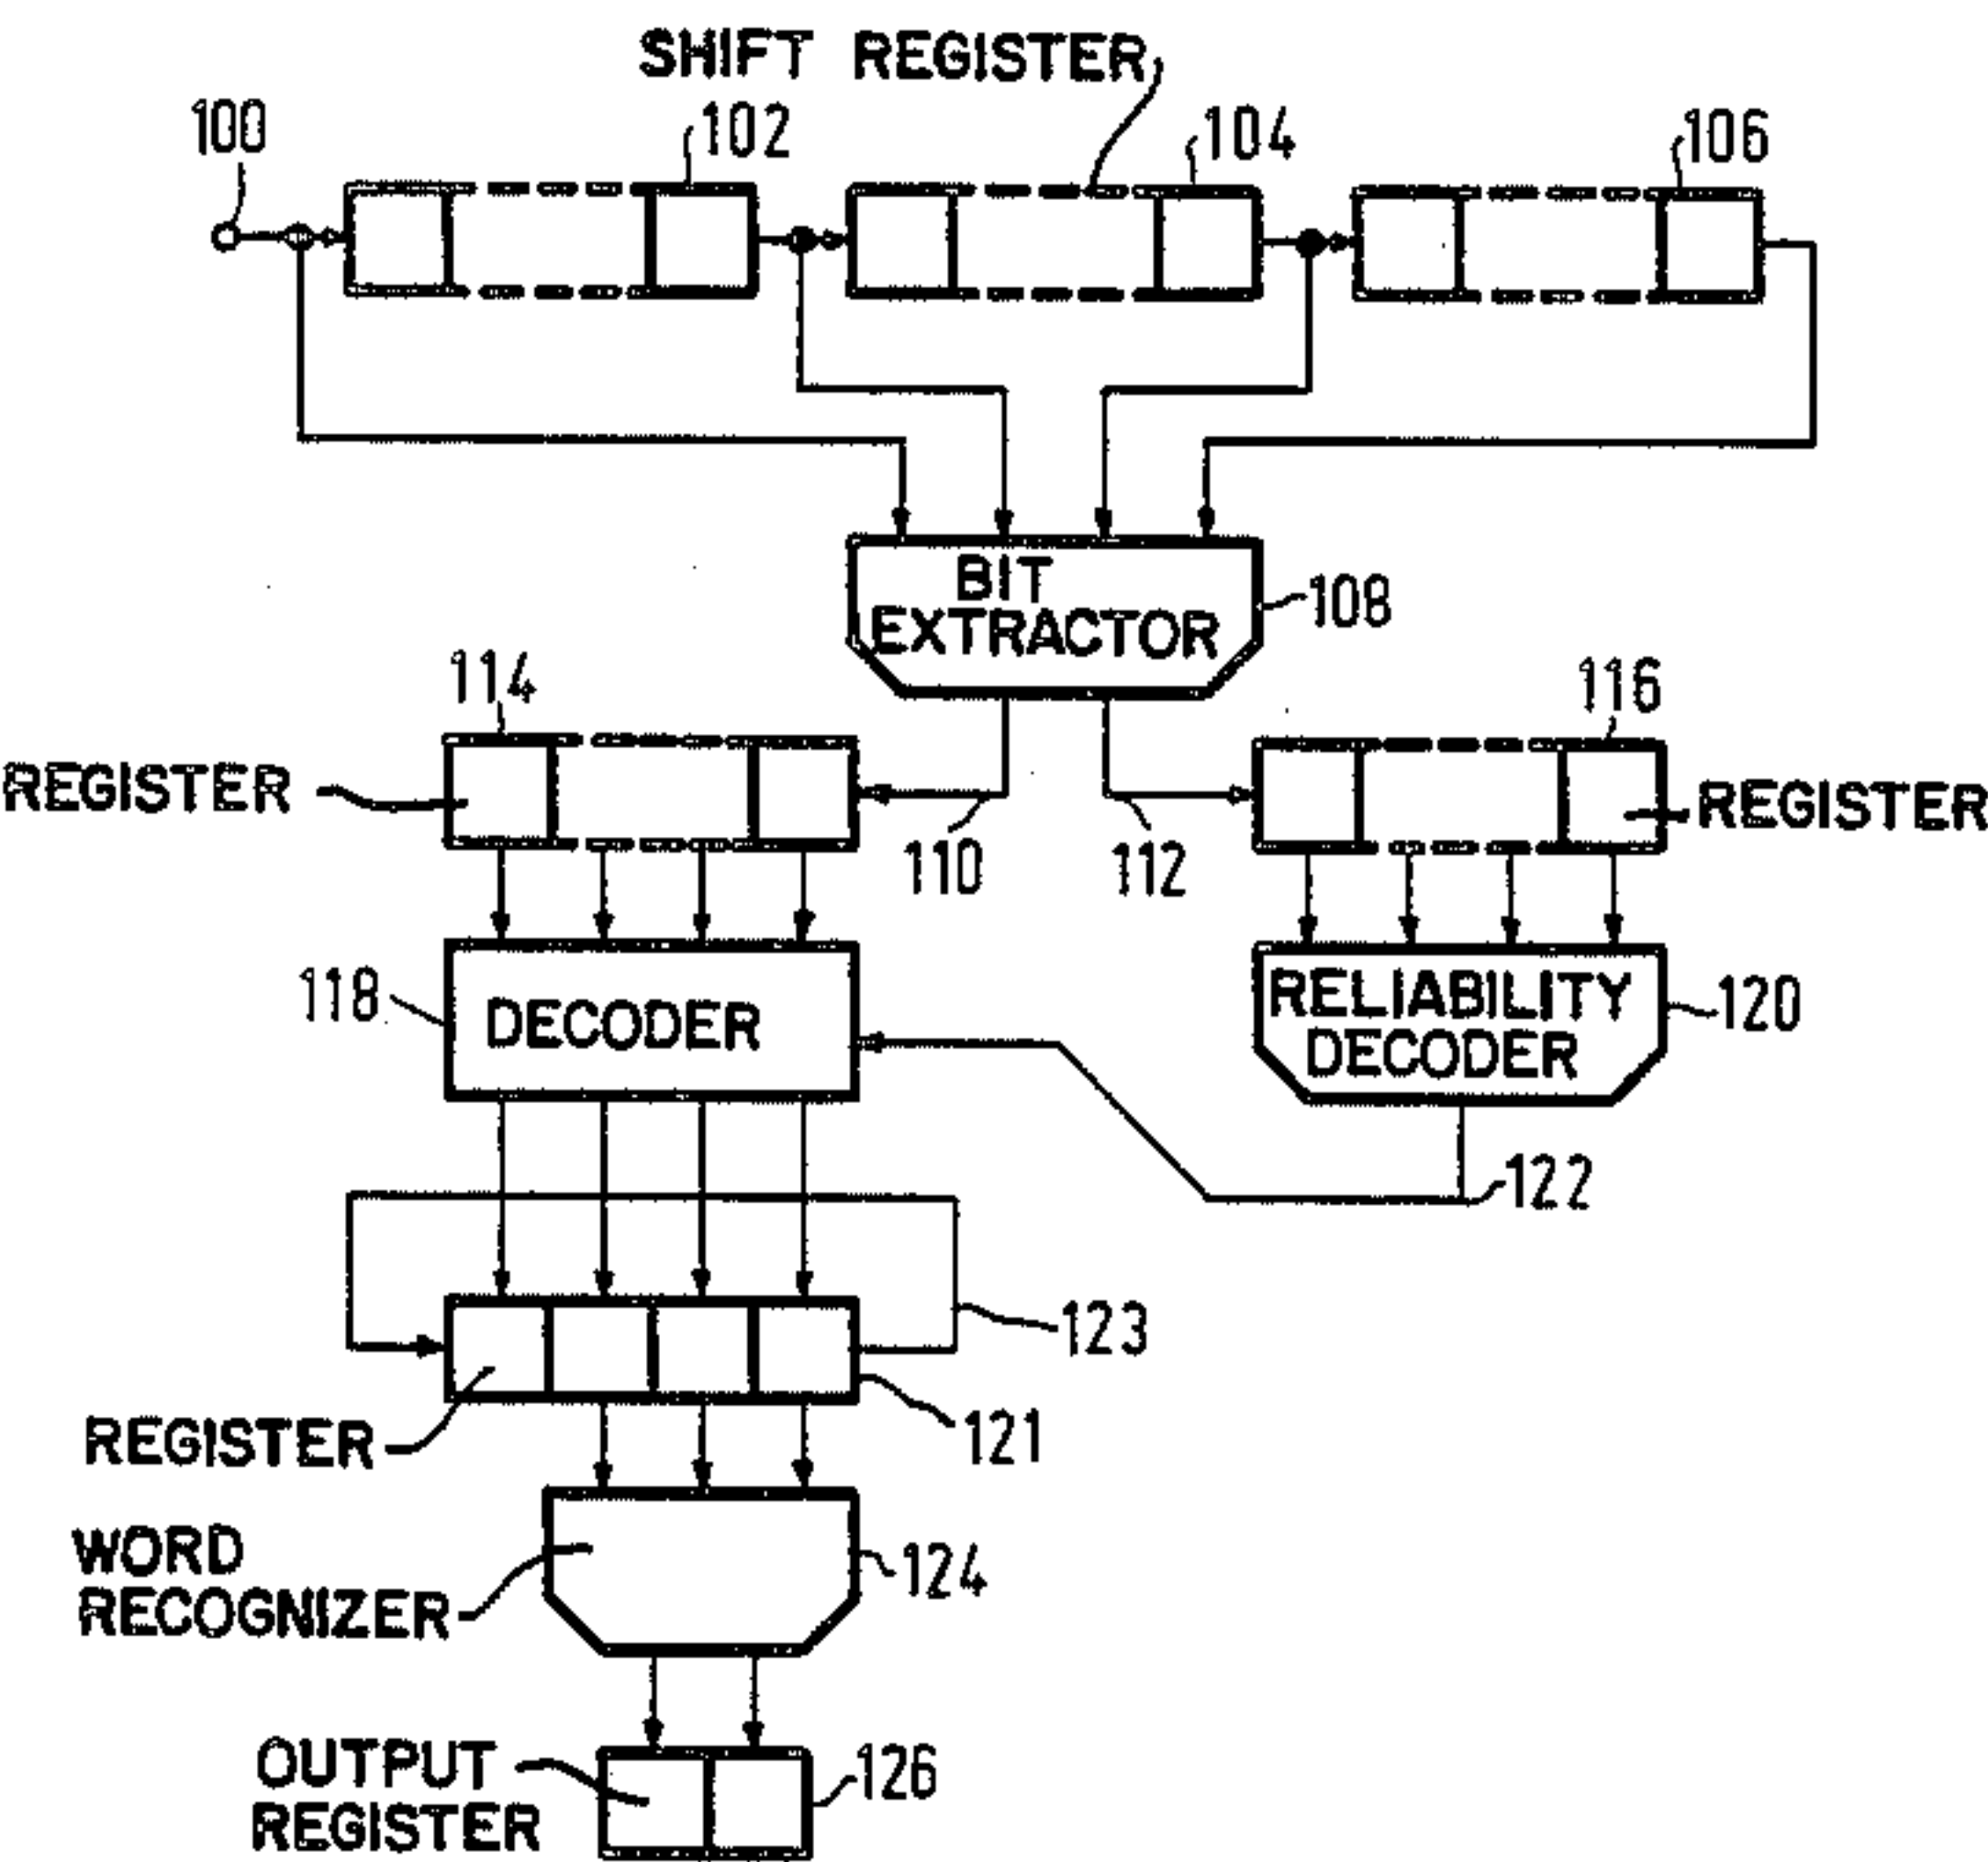 SHIFT REGISTER
100
102
104
106
BIT
EXTRACTOR
108
114
116
REGISTER
REGISTER
110
112
118
DECODER
RELIABILITY
DECODER
120
122
123
REGISTER
121
WORD
RECOGNIZER
124
OUTPUT
REGISTER
126